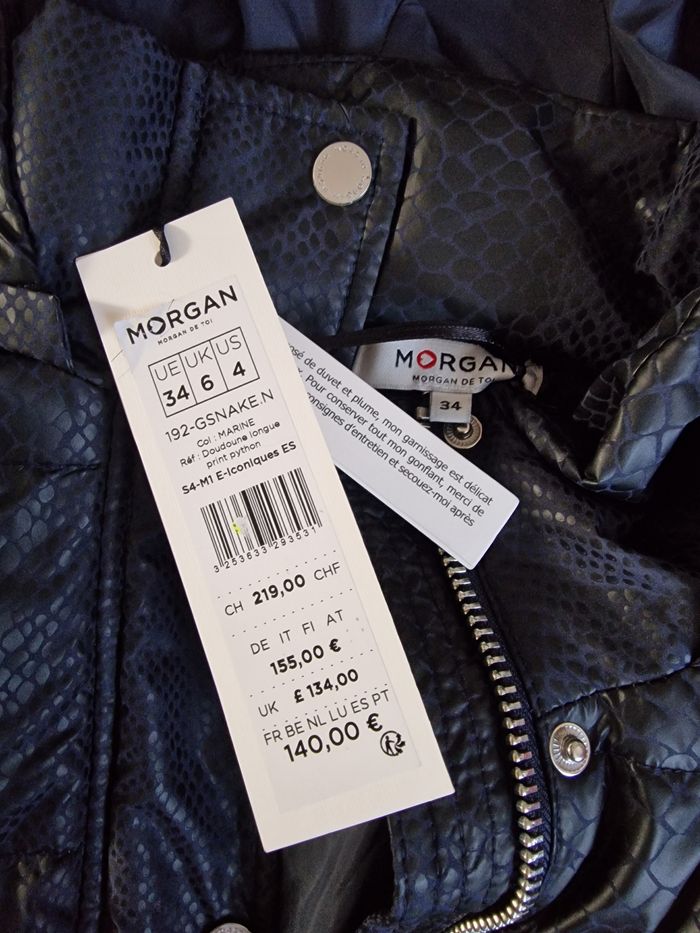 MORGAN
MORGAN DE TOI
UE UK US
34 6 4
192-GSNAKE.N
Col : MARINE
Réf : Doudoune longue
print python
S4-M1 E-Iconiques ES
3 253633 293531
CH 219,00 CHF
DE IT FI AT
155,00 €
UK £ 134,00
FR BE NL LU ES PT
140,00 €
MORGAN
MORGAN DE TOI
34
de duvet et plume, mon garnissage est délicat
Pour conserver tout mon gonflant, merci de
consignes d'entretien et secouez-moi après